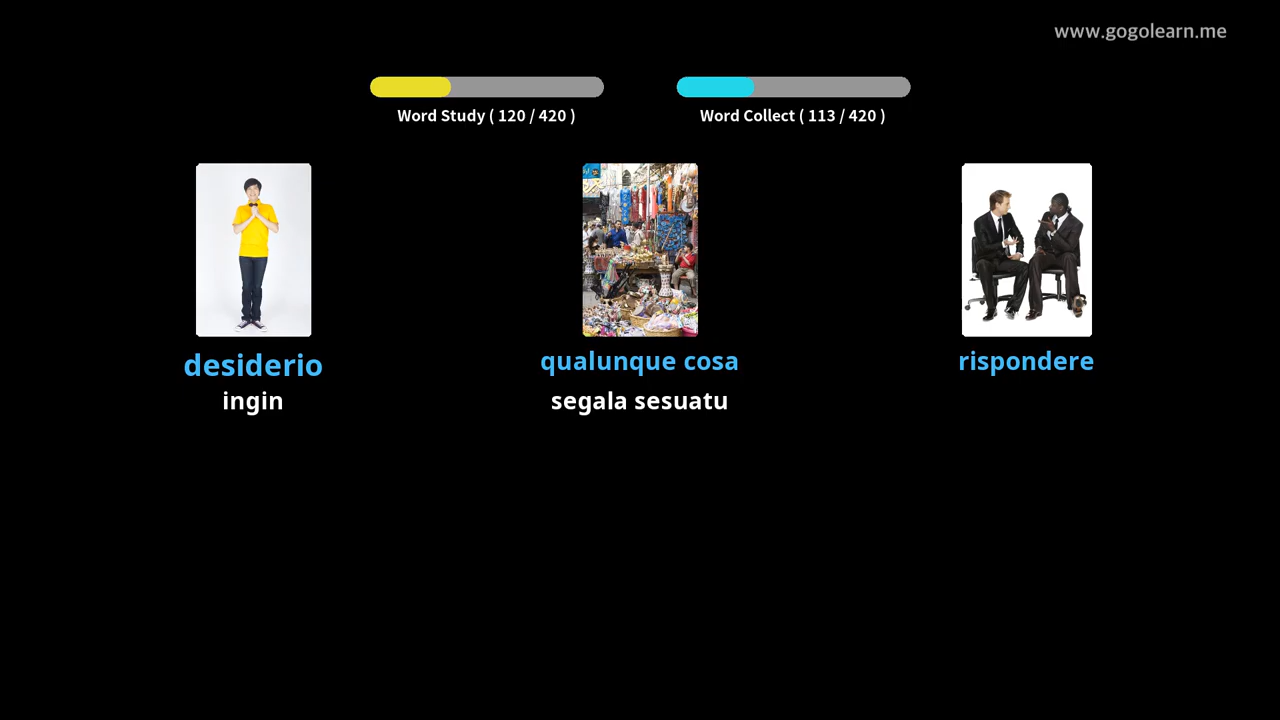 www.gogolearn.me
Word Study ( 120 / 420 )
Word Collect ( 113 / 420 )
desiderio
ingin
qualunque cosa
segala sesuatu
rispondere